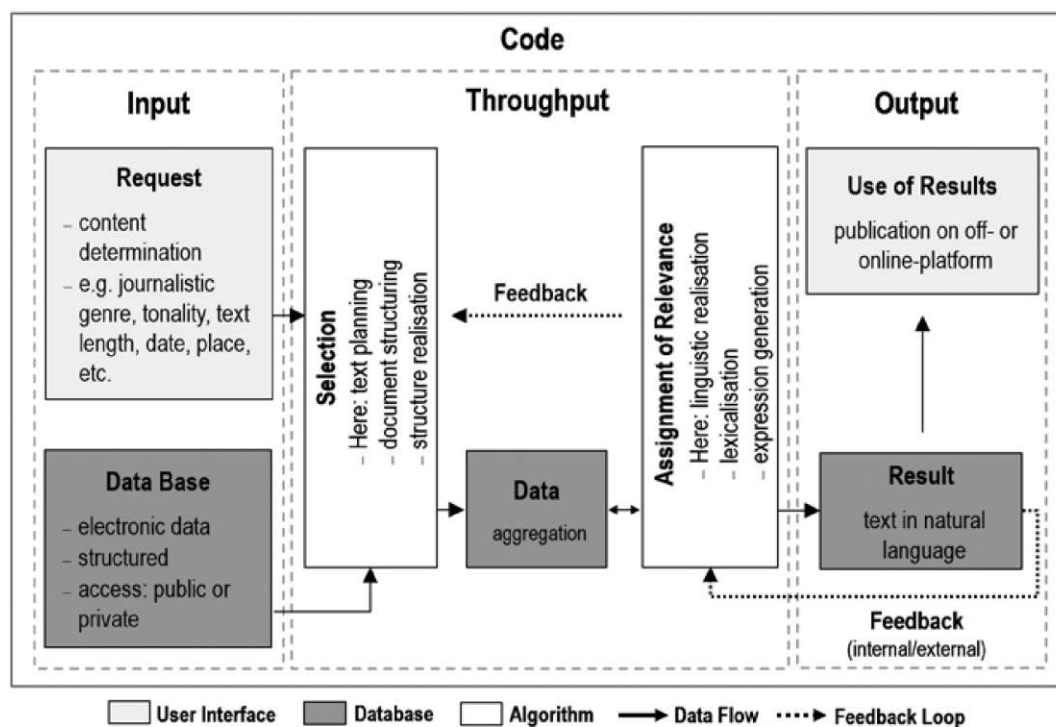 Code
Input
Request
– content
determination
– e.g. journalistic
genre, tonality, text
length, date, place,
etc.
Data Base
– electronic data
– structured
– access: public or
private
Throughput
Selection
– Here: text planning
– document structuring
– structure realisation
Feedback
Data
aggregation
Assignment of Relevance
– Here: linguistic realisation
– lexicalisation
– expression generation
Output
Use of Results
publication on off- or
online-platform
Result
text in natural
language
Feedback
(internal/external)
User Interface
Database
Algorithm
Data Flow
Feedback Loop